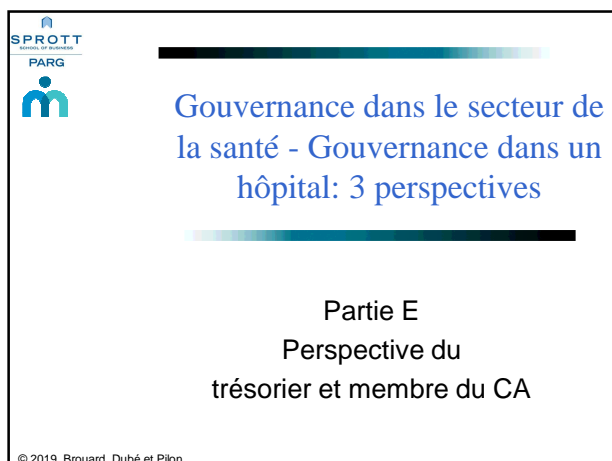 SPROTT
SCHOOL OF BUSINESS
PARG
Gouvernance dans le secteur de
la santé - Gouvernance dans un
hôpital: 3 perspectives
Partie E
Perspective du
trésorier et membre du CA
© 2019, Brouard, Dubé et Pilon